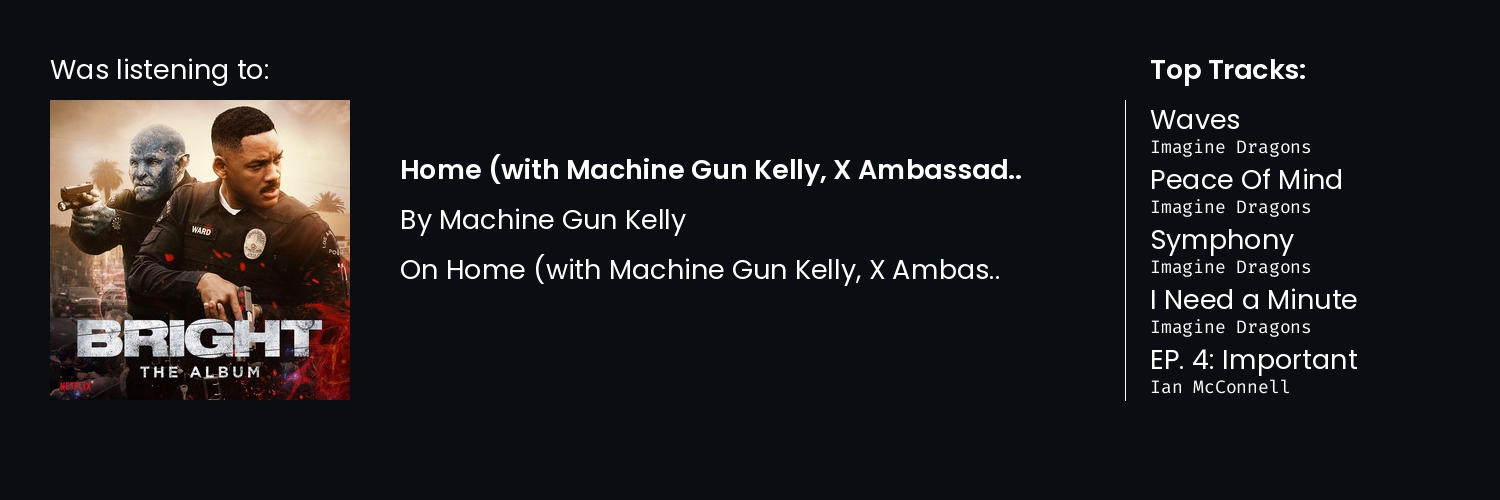 Was listening to:
WARD
BRIGHT
THE ALBUM
NETFLIX
Home (with Machine Gun Kelly, X Ambassad..
By Machine Gun Kelly
On Home (with Machine Gun Kelly, X Ambas..
Top Tracks:
Waves
Imagine Dragons
Peace Of Mind
Imagine Dragons
Symphony
Imagine Dragons
I Need a Minute
Imagine Dragons
EP. 4: Important
Ian McConnell